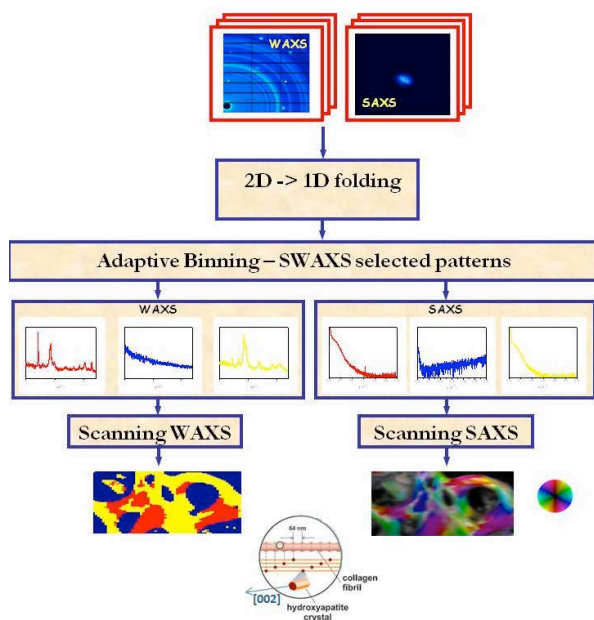 WAXS
SAXS
2D -> 1D folding
Adaptive Binning – SWAXS selected patterns
WAXS
SAXS
Scanning WAXS
Scanning SAXS
64 nm
collagen
fibril
[002]
hydroxyapatite
crystal